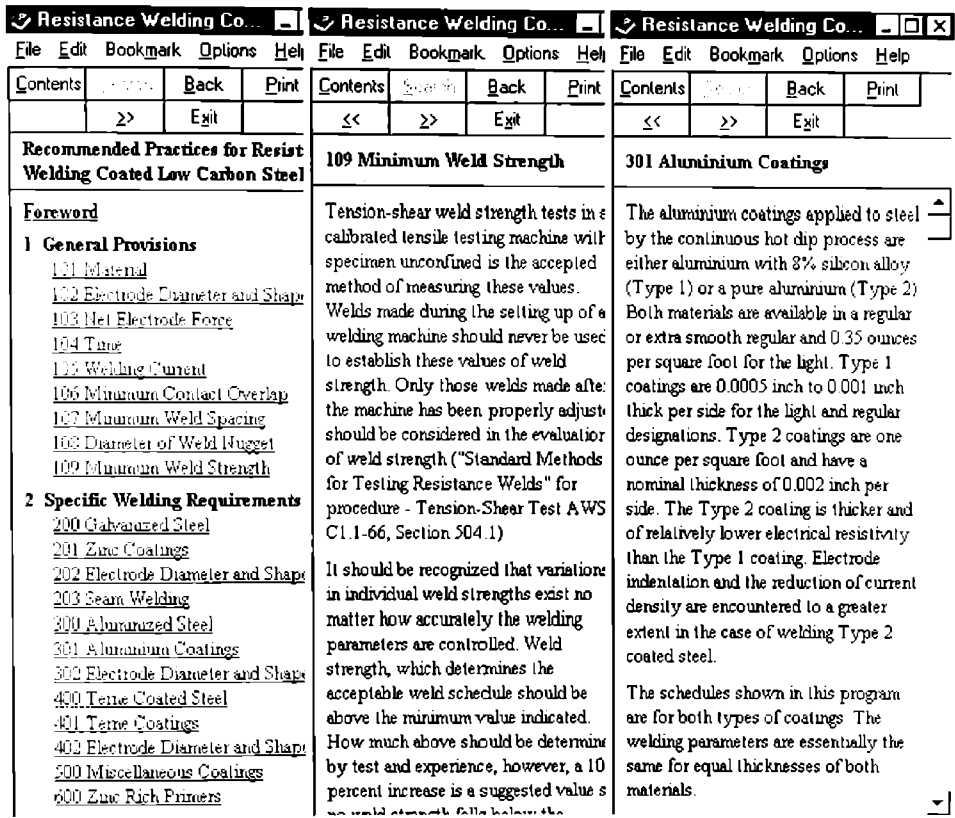 Resistance Welding Co...
File Edit Bookmark Options Help
Contents Search Back Print
>> Exit
Recommended Practices for Resist
Welding Coated Low Carbon Steel
Foreword
1 General Provisions
101 Material
102 Electrode Diameter and Shape
103 Net Electrode Force
104 Time
105 Welding Current
106 Minimum Contact Overlap
107 Minimum Weld Spacing
108 Diameter of Weld Nugget
109 Minimum Weld Strength
2 Specific Welding Requirements
200 Galvanized Steel
201 Zinc Coatings
202 Electrode Diameter and Shape
203 Seam Welding
300 Aluminized Steel
301 Aluminium Coatings
302 Electrode Diameter and Shape
400 Terne Coated Steel
401 Terne Coatings
402 Electrode Diameter and Shape
500 Miscellaneous Coatings
600 Zinc Rich Primers
Resistance Welding Co...
File Edit Bookmark Options Help
Contents Search Back Print
<< >> Exit
109 Minimum Weld Strength
Tension-shear weld strength tests in a
calibrated tensile testing machine with
specimen unconfined is the accepted
method of measuring these values.
Welds made during the setting up of a
welding machine should never be used
to establish these values of weld
strength. Only those welds made after
the machine has been properly adjuste
should be considered in the evaluation
of weld strength ("Standard Methods
for Testing Resistance Welds" for
procedure - Tension-Shear Test AWS
C1.1-66, Section 504.1)
It should be recognized that variations
in individual weld strengths exist no
matter how accurately the welding
parameters are controlled. Weld
strength, which determines the
acceptable weld schedule should be
above the minimum value indicated.
How much above should be determine
by test and experience, however, a 10
percent increase is a suggested value s
no weld strength falls below the
Resistance Welding Co...
File Edit Bookmark Options Help
Contents Search Back Print
<< >> Exit
301 Aluminium Coatings
The aluminium coatings applied to steel
by the continuous hot dip process are
either aluminium with 8% silicon alloy
(Type 1) or a pure aluminium (Type 2)
Both materials are available in a regular
or extra smooth regular and 0.35 ounces
per square foot for the light. Type 1
coatings are 0.0005 inch to 0.001 inch
thick per side for the light and regular
designations. Type 2 coatings are one
ounce per square foot and have a
nominal thickness of 0.002 inch per
side. The Type 2 coating is thicker and
of relatively lower electrical resistivity
than the Type 1 coating. Electrode
indentation and the reduction of current
density are encountered to a greater
extent in the case of welding Type 2
coated steel.
The schedules shown in this program
are for both types of coatings. The
welding parameters are essentially the
same for equal thicknesses of both
materials.